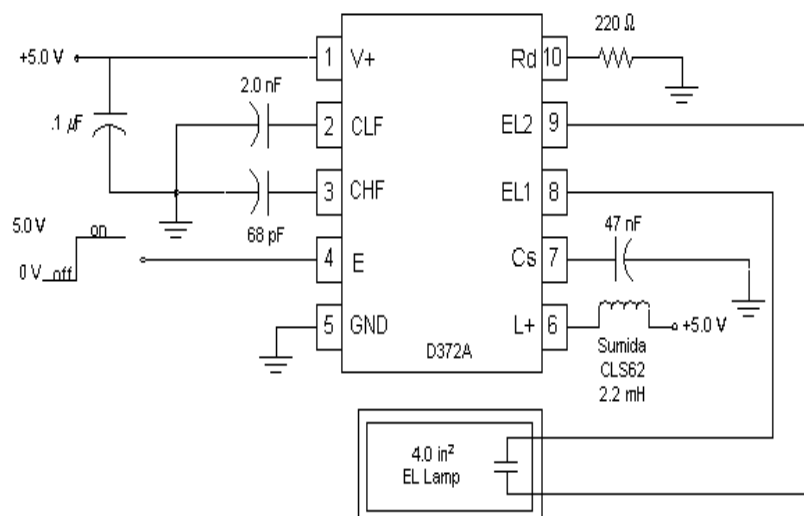 220 Ω
+5.0 V
1
V+
Rd
10
2.0 nF
.1 µF
2
CLF
EL2
9
3
CHF
EL1
8
68 pF
47 nF
5.0 V
on
0 V
off
4
E
Cs
7
5
GND
L+
6
+5.0 V
D372A
Sumida
CLS62
2.2 mH
4.0 in²
EL Lamp